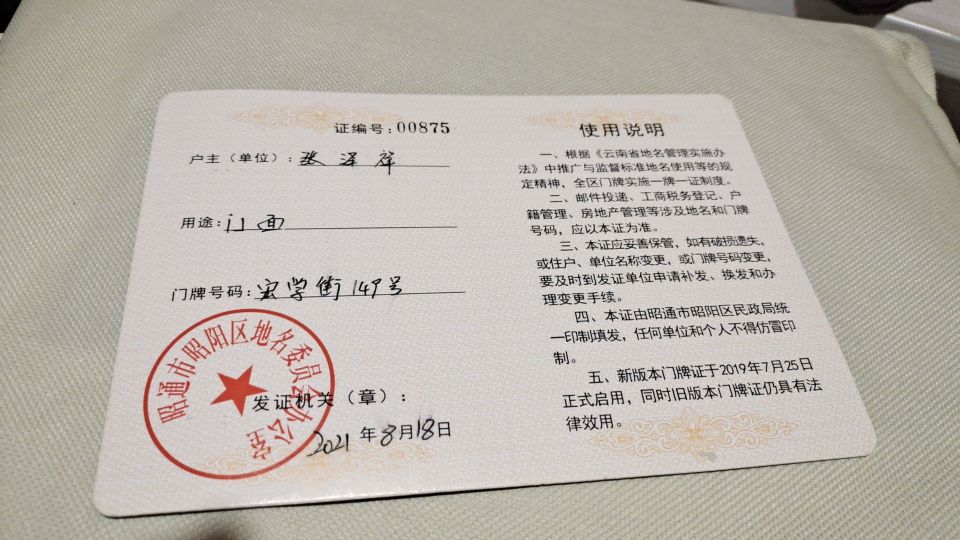 证编号:00875
户主（单位）:张泽祥
用途:门面
门牌号码:宏学街149号
昭通市昭阳区地名委员会办公室
发证机关（章）:
2021年8月18日
使用说明
一、根据《云南省地名管理实施办
法》中推广与监督标准地名使用等的规
定精神，全区门牌实施一牌一证制度。
二、邮件投递、工商税务登记、户
籍管理、房地产管理等涉及地名和门牌
号码，应以本证为准。
三、本证应妥善保管，如有破损遗失，
或住户、单位名称变更，或门牌号码变更，
要及时到发证单位申请补发、换发和办
理变更手续。
四、本证由昭通市昭阳区民政局统
一印制填发，任何单位和个人不得仿冒印
制。
五、新版本门牌证于2019年7月25日
正式启用，同时旧版本门牌证仍具有法
律效用。